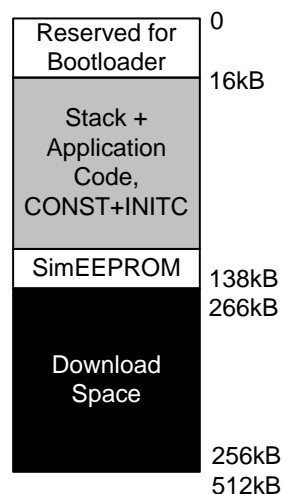 0
Reserved for
Bootloader
16kB
Stack +
Application
Code,
CONST+INITC
SimEEPROM
138kB
266kB
Download
Space
256kB
512kB